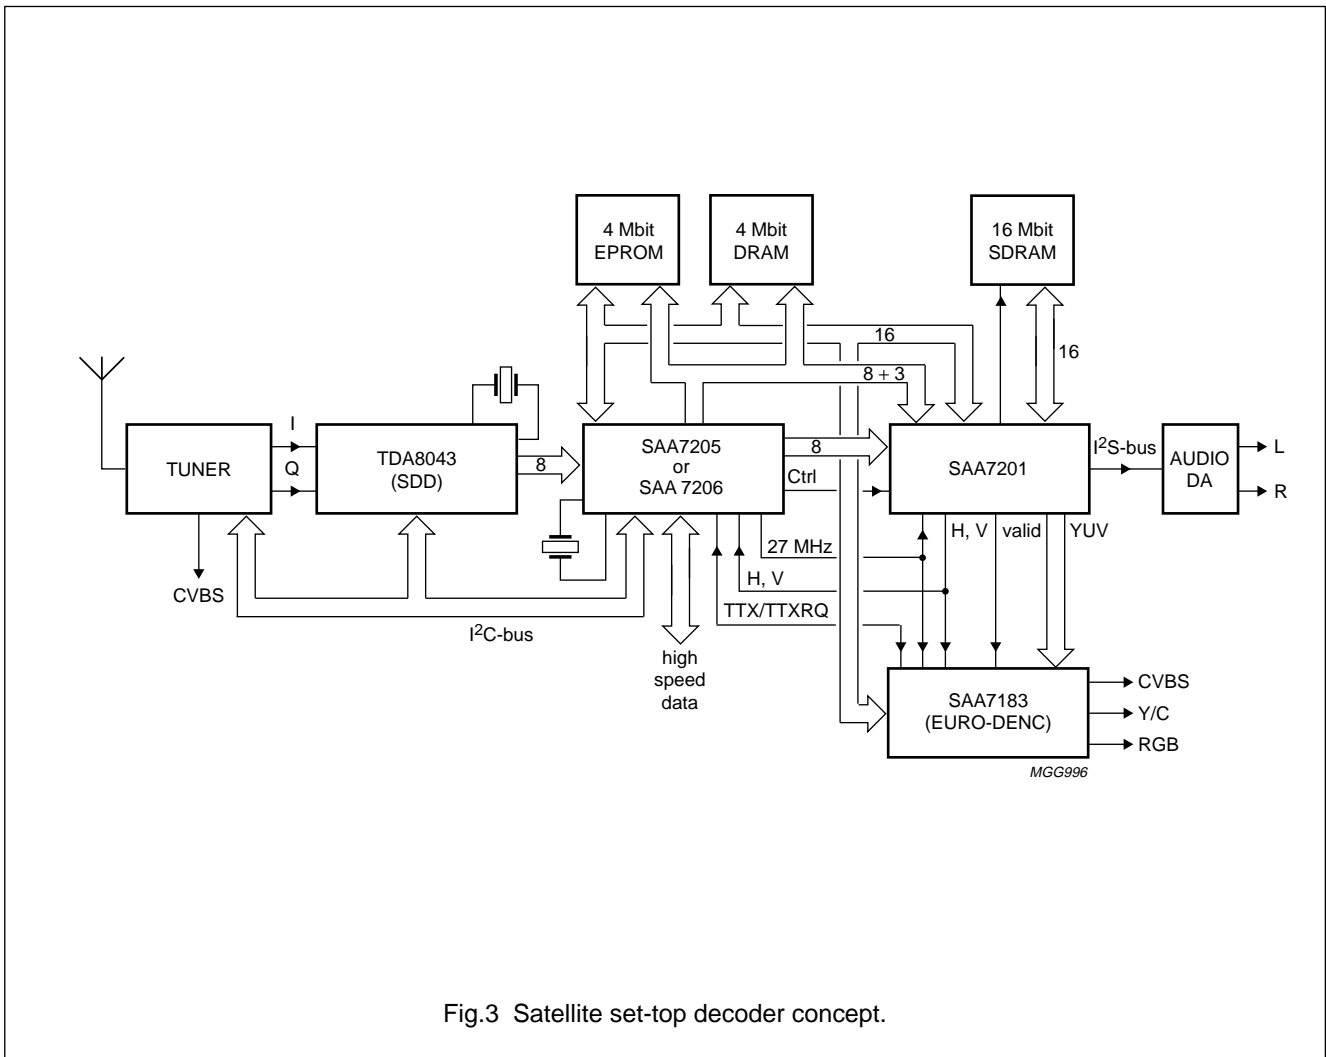 4 Mbit
EPROM
4 Mbit
DRAM
16 Mbit
SDRAM
16
16
8 + 3
I
Q
TUNER
TDA8043
(SDD)
8
SAA7205
or
SAA 7206
8
Ctrl
SAA7201
I2S-bus
AUDIO
DA
L
R
27 MHz
H, V
TTX/TTXRQ
H, V
valid
YUV
CVBS
I2C-bus
high
speed
data
SAA7183
(EURO-DENC)
CVBS
Y/C
RGB
MGG996
Fig.3 Satellite set-top decoder concept.